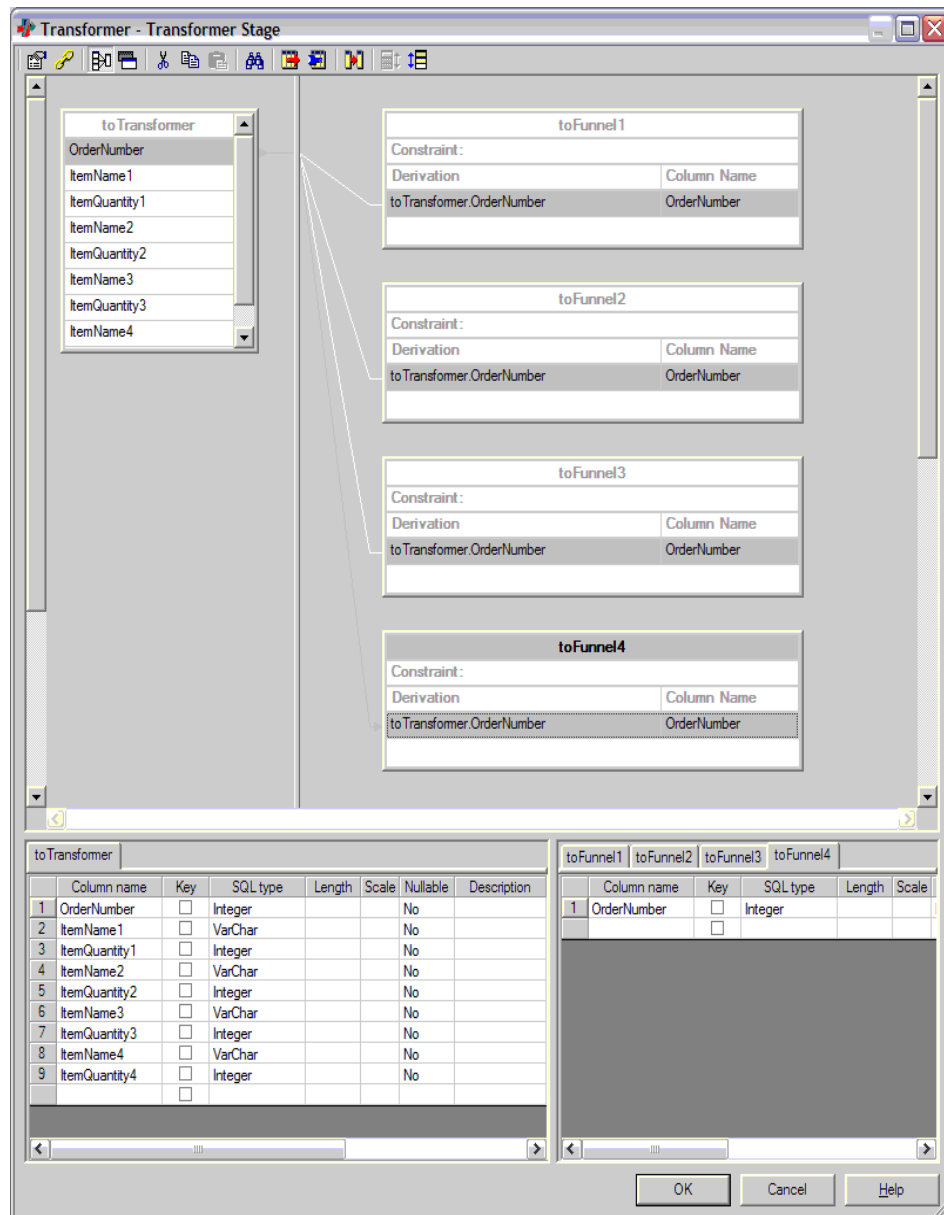 Transformer - Transformer Stage
toTransformer
OrderNumber
ItemName1
ItemQuantity1
ItemName2
ItemQuantity2
ItemName3
ItemQuantity3
ItemName4
toFunnel1
Constraint:
Derivation Column Name
toTransformer.OrderNumber OrderNumber
toFunnel2
Constraint:
Derivation Column Name
toTransformer.OrderNumber OrderNumber
toFunnel3
Constraint:
Derivation Column Name
toTransformer.OrderNumber OrderNumber
toFunnel4
Constraint:
Derivation Column Name
toTransformer.OrderNumber OrderNumber
toTransformer
Column name Key SQL type Length Scale Nullable Description
1 OrderNumber Integer No
2 ItemName1 VarChar No
3 ItemQuantity1 Integer No
4 ItemName2 VarChar No
5 ItemQuantity2 Integer No
6 ItemName3 VarChar No
7 ItemQuantity3 Integer No
8 ItemName4 VarChar No
9 ItemQuantity4 Integer No
toFunnel1 toFunnel2 toFunnel3 toFunnel4
Column name Key SQL type Length Scale
1 OrderNumber Integer
OK Cancel Help